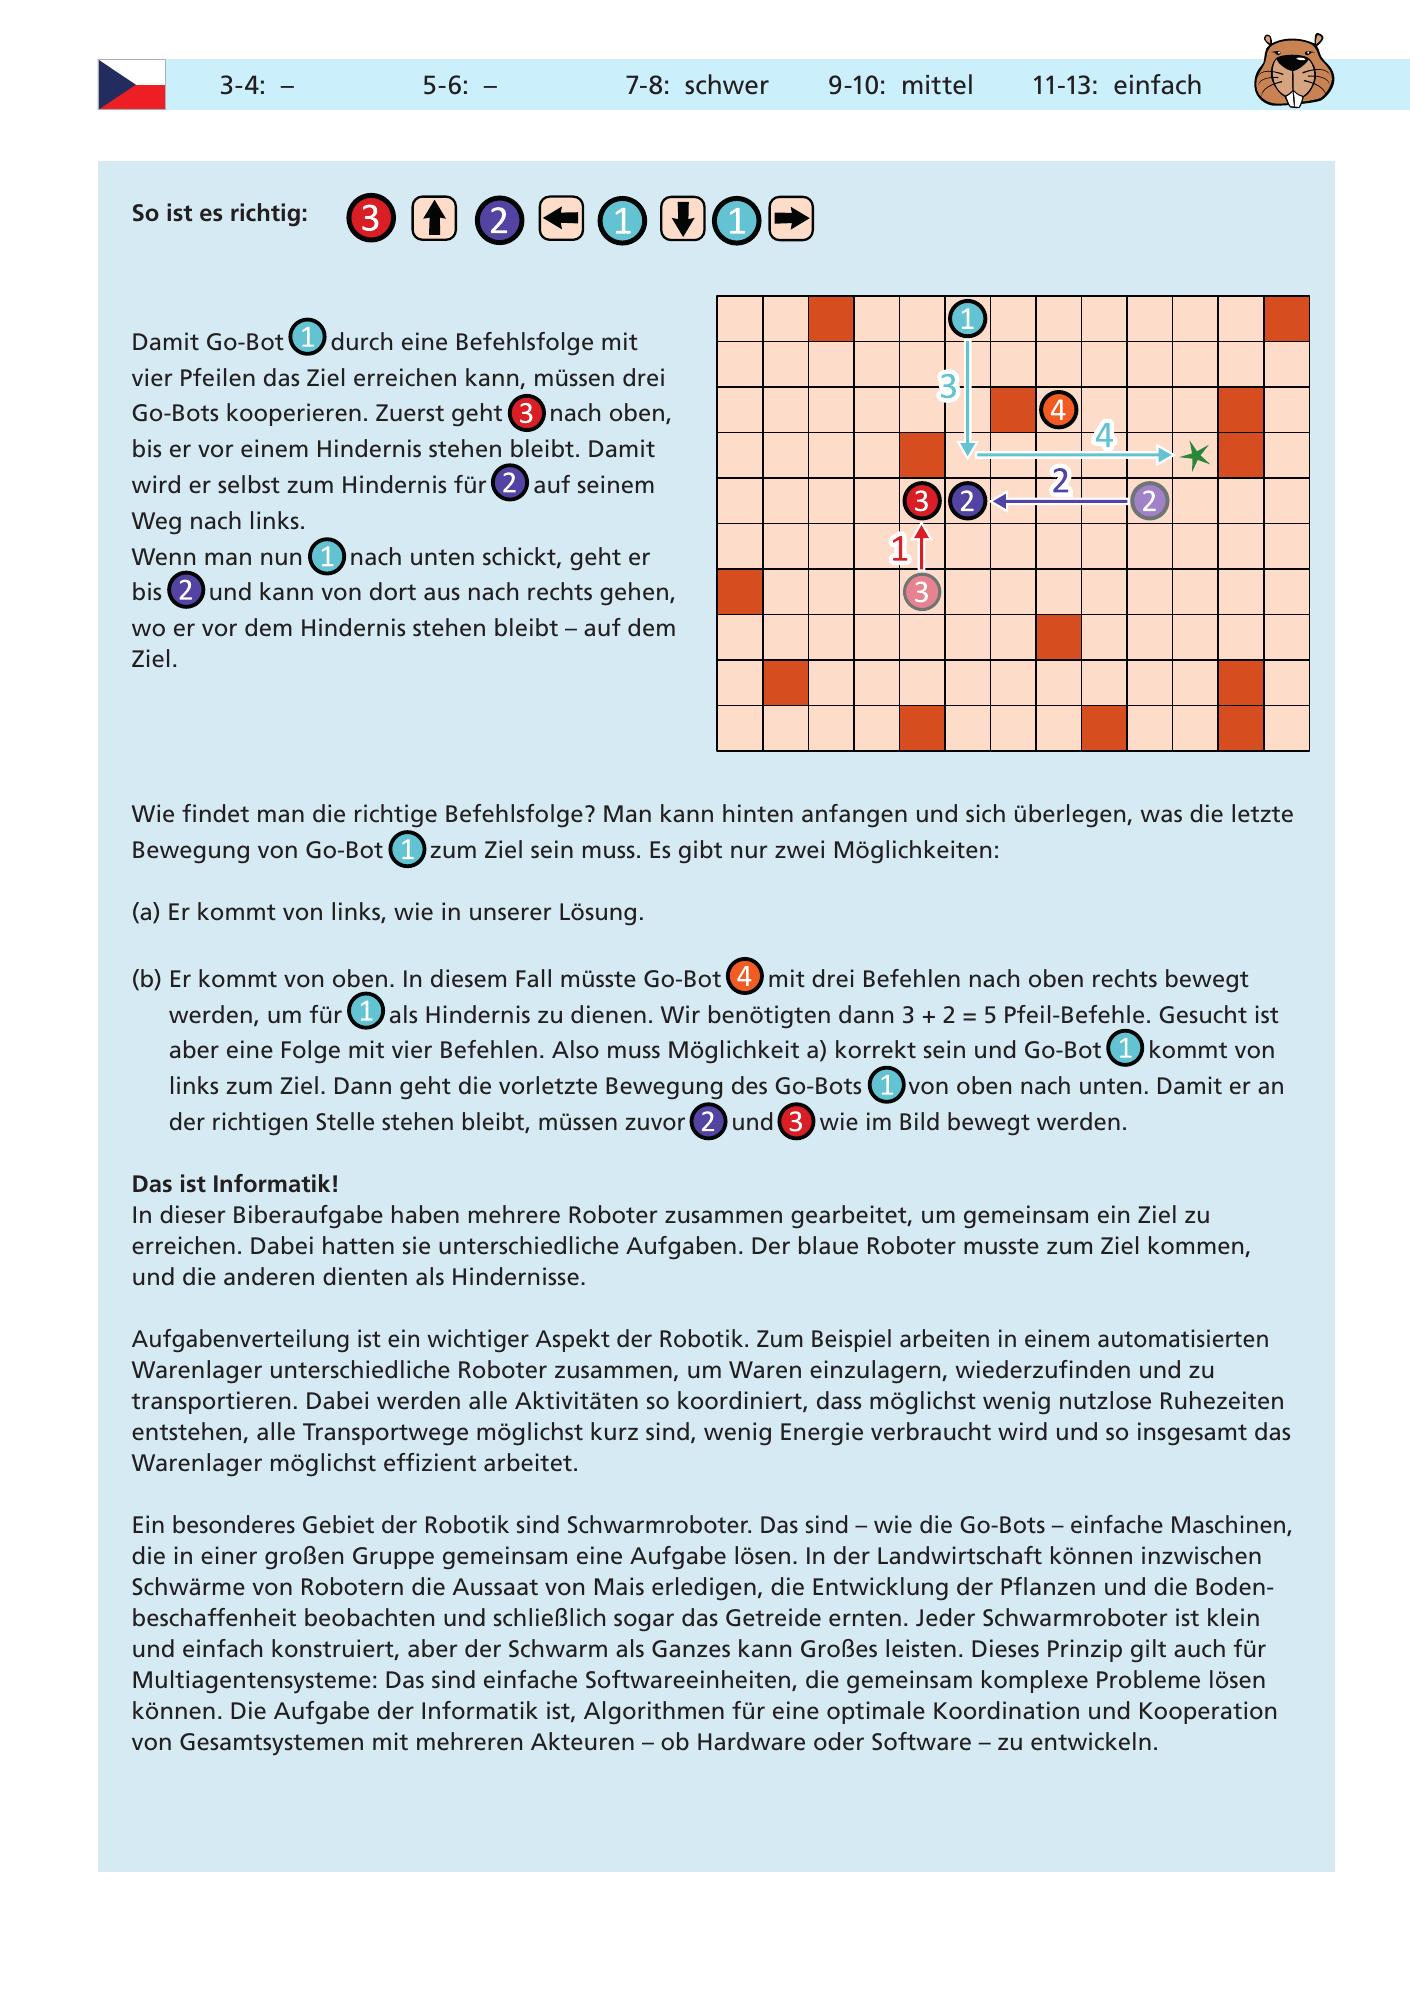 3-4: –   5-6: –   7-8: schwer   9-10: mittel   11-13: einfach
So ist es richtig: 3 2 1 1
Damit Go-Bot 1 durch eine Befehlsfolge mit
vier Pfeilen das Ziel erreichen kann, müssen drei
Go-Bots kooperieren. Zuerst geht 3 nach oben,
bis er vor einem Hindernis stehen bleibt. Damit
wird er selbst zum Hindernis für 2 auf seinem
Weg nach links.
Wenn man nun 1 nach unten schickt, geht er
bis 2 und kann von dort aus nach rechts gehen,
wo er vor dem Hindernis stehen bleibt – auf dem
Ziel.
1
3
4
4
2
3 2 2
1
3
Wie findet man die richtige Befehlsfolge? Man kann hinten anfangen und sich überlegen, was die letzte
Bewegung von Go-Bot 1 zum Ziel sein muss. Es gibt nur zwei Möglichkeiten:
(a) Er kommt von links, wie in unserer Lösung.
(b) Er kommt von oben. In diesem Fall müsste Go-Bot 4 mit drei Befehlen nach oben rechts bewegt
werden, um für 1 als Hindernis zu dienen. Wir benötigten dann 3 + 2 = 5 Pfeil-Befehle. Gesucht ist
aber eine Folge mit vier Befehlen. Also muss Möglichkeit a) korrekt sein und Go-Bot 1 kommt von
links zum Ziel. Dann geht die vorletzte Bewegung des Go-Bots 1 von oben nach unten. Damit er an
der richtigen Stelle stehen bleibt, müssen zuvor 2 und 3 wie im Bild bewegt werden.
Das ist Informatik!
In dieser Biberaufgabe haben mehrere Roboter zusammen gearbeitet, um gemeinsam ein Ziel zu
erreichen. Dabei hatten sie unterschiedliche Aufgaben. Der blaue Roboter musste zum Ziel kommen,
und die anderen dienten als Hindernisse.
Aufgabenverteilung ist ein wichtiger Aspekt der Robotik. Zum Beispiel arbeiten in einem automatisierten
Warenlager unterschiedliche Roboter zusammen, um Waren einzulagern, wiederzufinden und zu
transportieren. Dabei werden alle Aktivitäten so koordiniert, dass möglichst wenig nutzlose Ruhezeiten
entstehen, alle Transportwege möglichst kurz sind, wenig Energie verbraucht wird und so insgesamt das
Warenlager möglichst effizient arbeitet.
Ein besonderes Gebiet der Robotik sind Schwarmroboter. Das sind – wie die Go-Bots – einfache Maschinen,
die in einer großen Gruppe gemeinsam eine Aufgabe lösen. In der Landwirtschaft können inzwischen
Schwärme von Robotern die Aussaat von Mais erledigen, die Entwicklung der Pflanzen und die Boden-
beschaffenheit beobachten und schließlich sogar das Getreide ernten. Jeder Schwarmroboter ist klein
und einfach konstruiert, aber der Schwarm als Ganzes kann Großes leisten. Dieses Prinzip gilt auch für
Multiagentensysteme: Das sind einfache Softwareeinheiten, die gemeinsam komplexe Probleme lösen
können. Die Aufgabe der Informatik ist, Algorithmen für eine optimale Koordination und Kooperation
von Gesamtsystemen mit mehreren Akteuren – ob Hardware oder Software – zu entwickeln.